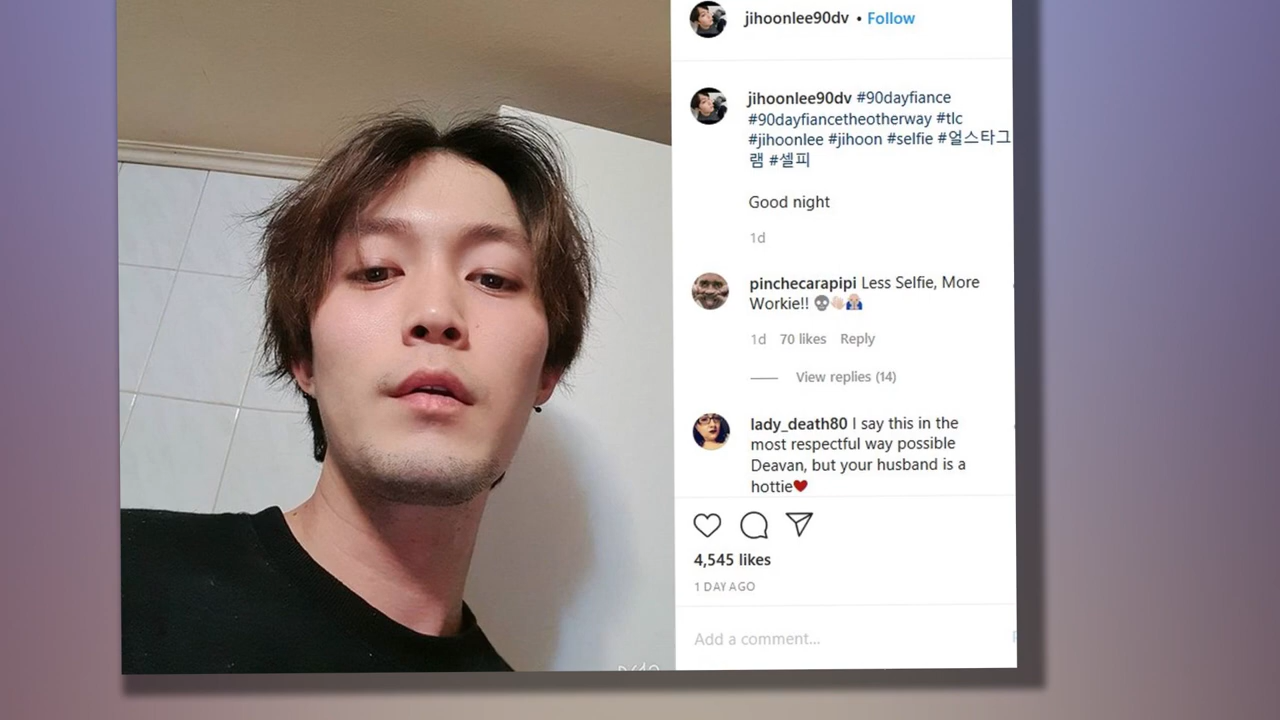 jihoonlee90dv • Follow
jihoonlee90dv #90dayfiance
#90dayfiancetheotherway #tlc
#jihoonlee #jihoon #selfie #얼스타그
램 #셀피
Good night
1d
pinchecarapipi Less Selfie, More
Workie!! 💀👋🏻🤷🏼‍♂️
1d 70 likes Reply
View replies (14)
lady_death80 I say this in the
most respectful way possible
Deavan, but your husband is a
hottie❤️
4,545 likes
1 DAY AGO
Add a comment...